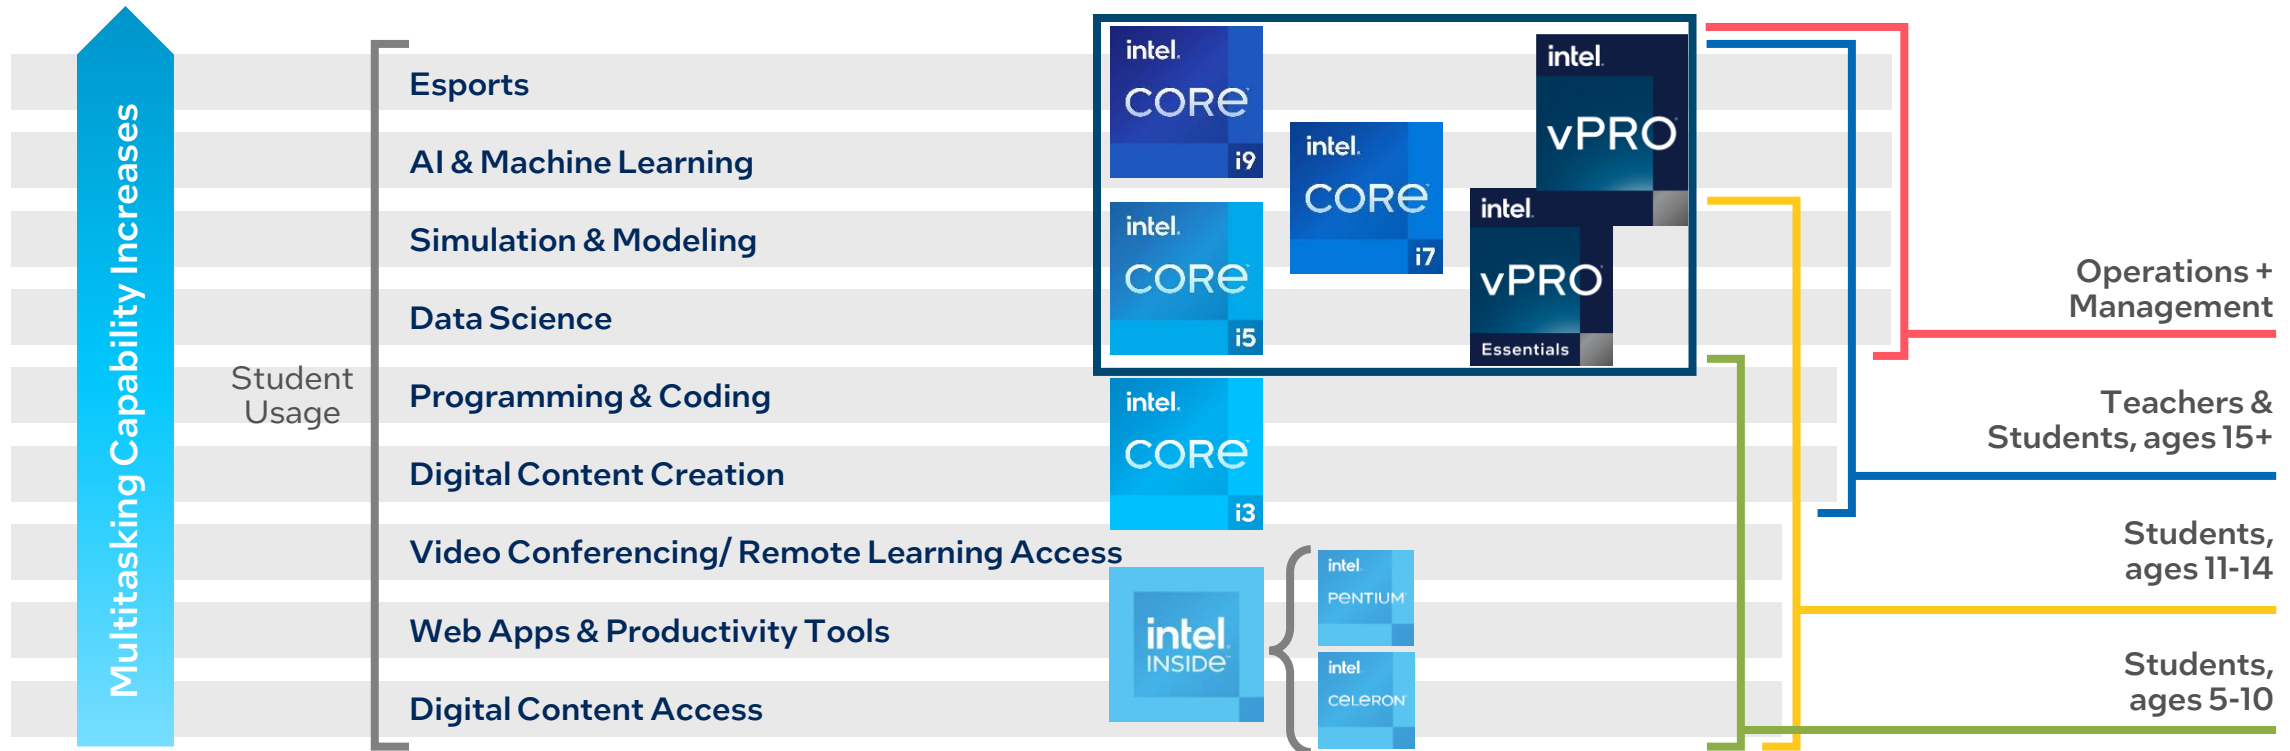 Multitasking Capability Increases
Student
Usage
Esports
AI & Machine Learning
Simulation & Modeling
Data Science
Programming & Coding
Digital Content Creation
Video Conferencing/ Remote Learning Access
Web Apps & Productivity Tools
Digital Content Access
intel.
CORe
i9
intel.
CORe
i7
intel.
CORe
i5
intel.
vPRO
intel.
vPRO
Essentials
intel.
CORe
i3
intel.
INSIDe™
intel.
PeNTIUM
intel.
CeLeRON
Operations +
Management
Teachers &
Students, ages 15+
Students,
ages 11-14
Students,
ages 5-10